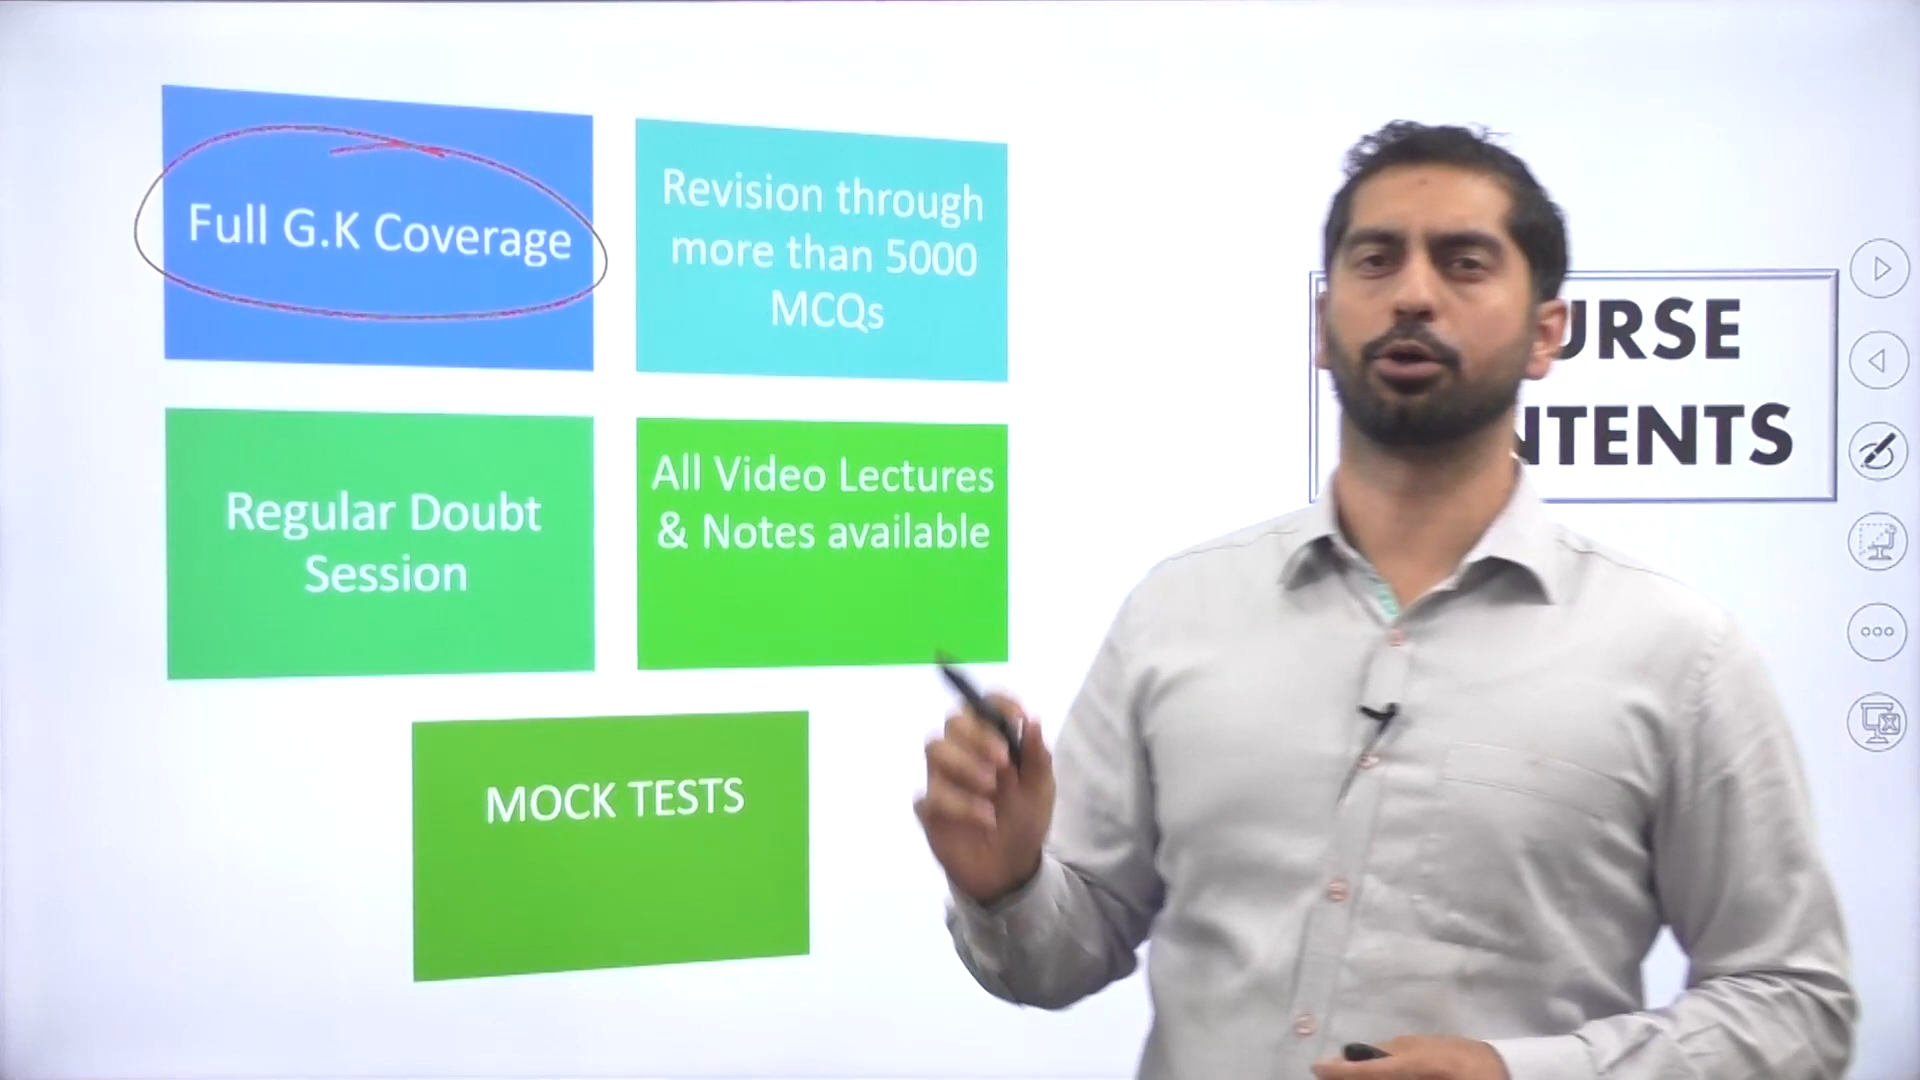 Full G.K Coverage
Revision through
more than 5000
MCQs
Regular Doubt
Session
All Video Lectures
& Notes available
MOCK TESTS
URSE
NTENTS